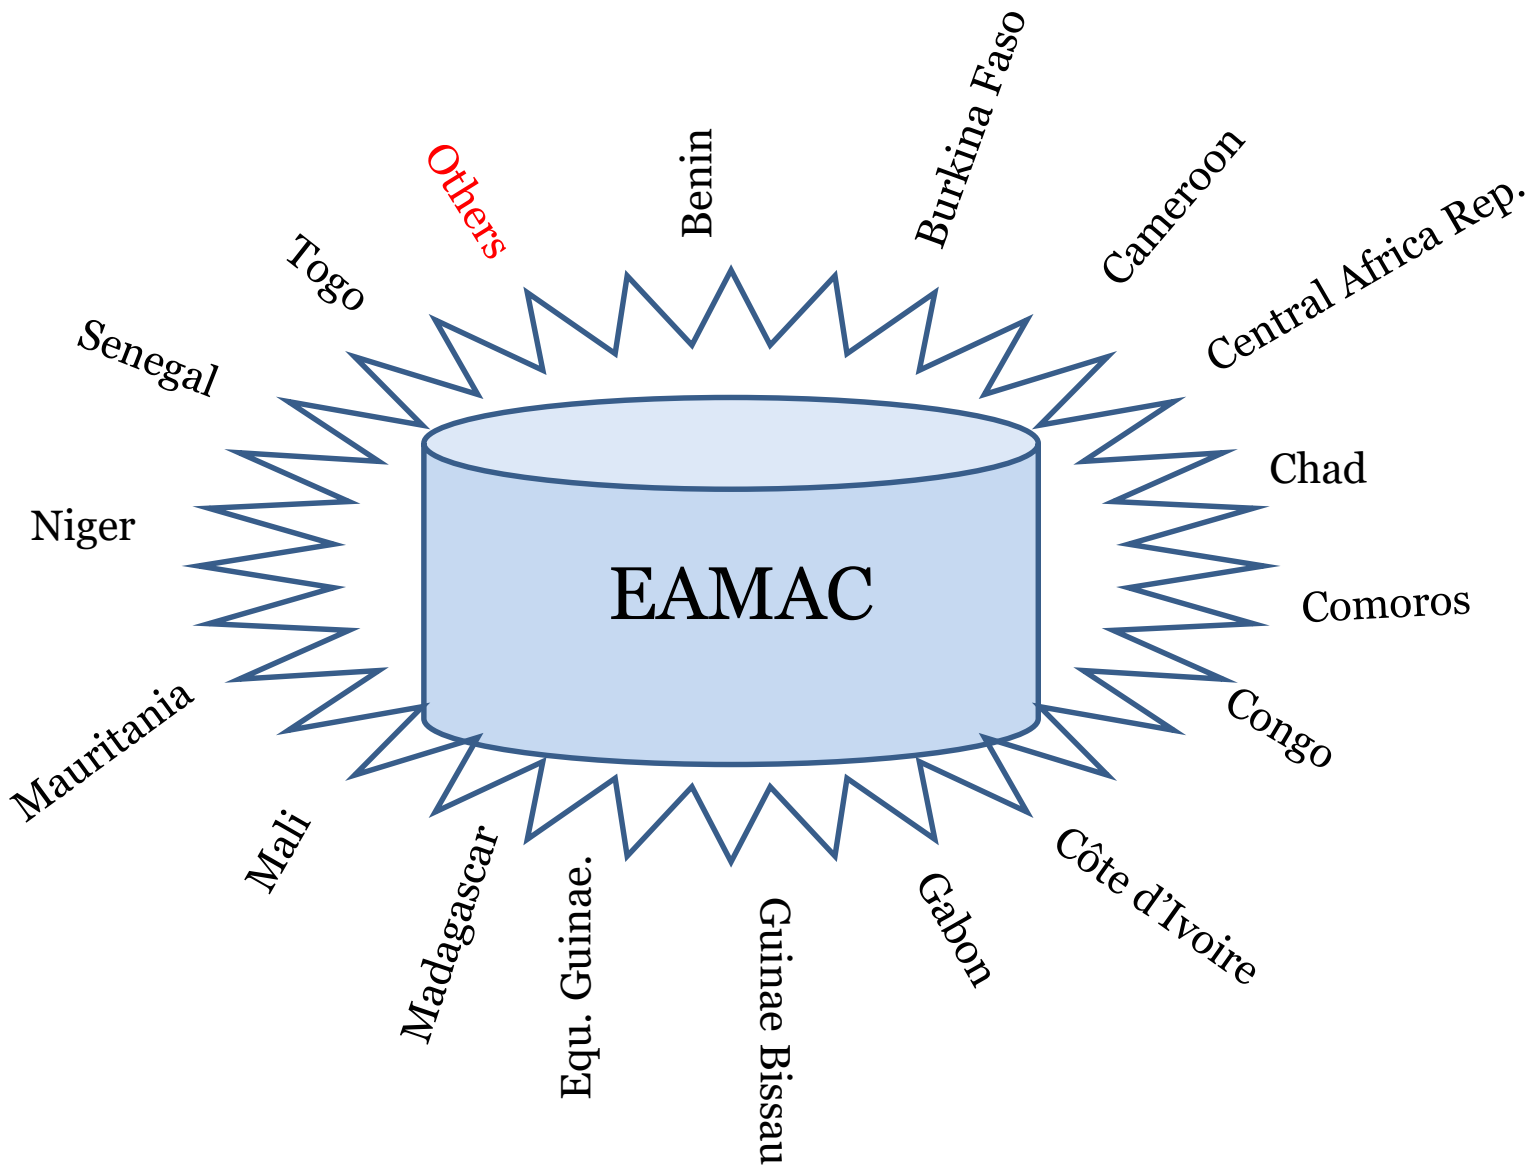 Others
Benin
Burkina Faso
Cameroon
Central Africa Rep.
Chad
Comoros
Congo
Côte d’Ivoire
Gabon
Guinae Bissau
Equ. Guinae.
Madagascar
Mali
Mauritania
Niger
Senegal
Togo
EAMAC